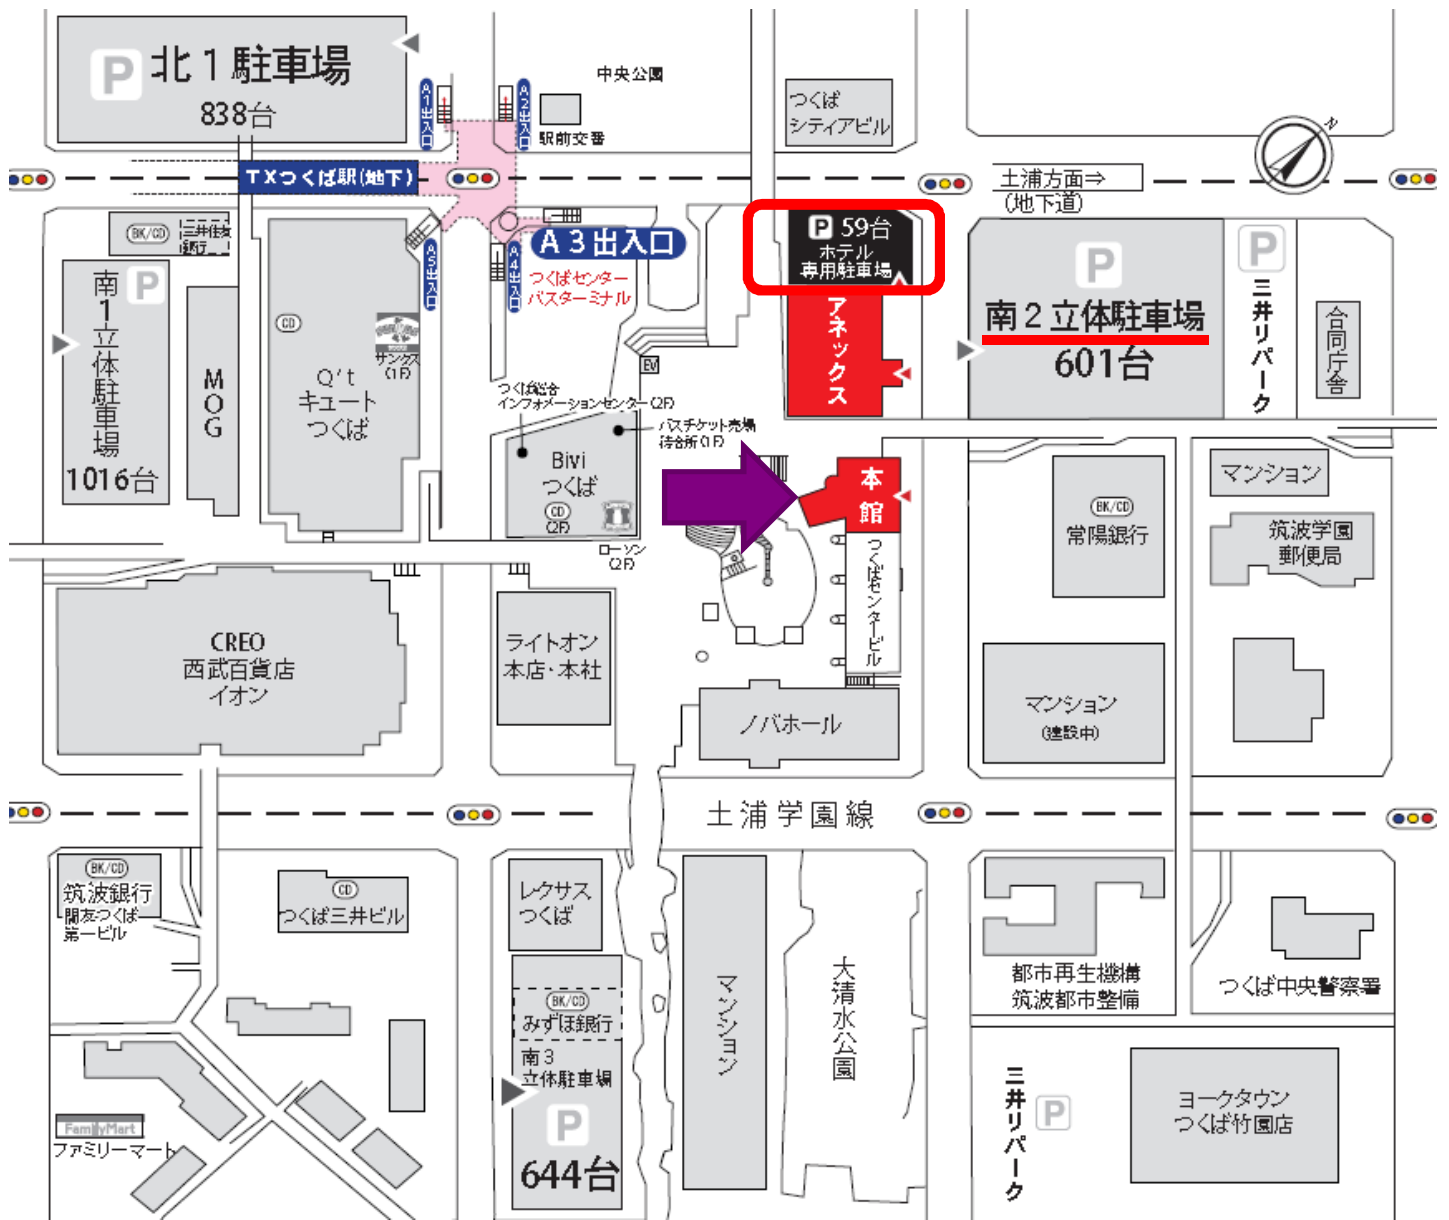 北1駐車場
838台
A1出入口
A2出入口
中央公園
駅前交番
つくば
シティアビル
N
TXつくば駅(地下)
土浦方面⇒
(地下道)
BK/CD
三井住友
銀行
P 59台
ホテル
専用駐車場
A3出入口
A5出入口
A4出入口
つくばセンター
バスターミナル
P
南1立体駐車場
1016台
MOG
CD
サンクス
(1F)
Q't
キュート
つくば
EV
アネックス
P
南2立体駐車場
601台
P
三井リパーク
合同庁舎
つくば総合
インフォメーションセンター(2F)
バスチケット売場
待合所(1F)
Bivi
つくば
CD
(2F)
ローソン
(2F)
本館
つくばセンタービル
BK/CD
常陽銀行
マンション
筑波学園
郵便局
CREO
西武百貨店
イオン
ライトオン
本店・本社
ノバホール
マンション
(建設中)
土浦学園線
BK/CD
筑波銀行
関友つくば
第一ビル
CD
つくば三井ビル
レクサス
つくば
BK/CD
みずほ銀行
南3
立体駐車場
P
644台
マンション
大清水公園
都市再生機構
筑波都市整備
つくば中央警察署
FamilyMart
ファミリーマート
三井リパーク
P
ヨークタウン
つくば竹園店